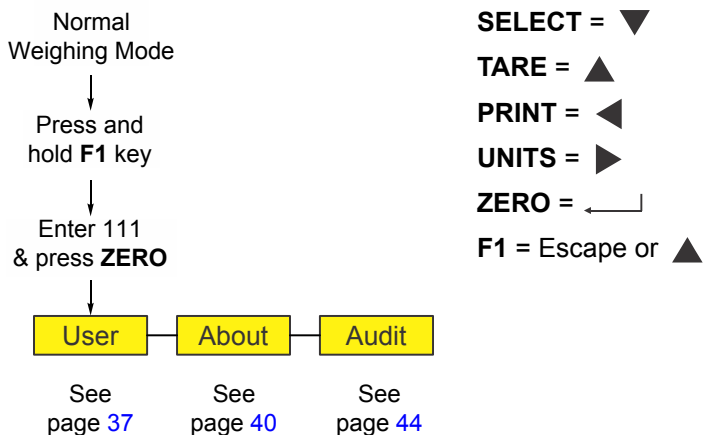 Normal
Weighing Mode
Press and
hold F1 key
Enter 111
& press ZERO
User
About
Audit
See
page 37
See
page 40
See
page 44
SELECT = ▼
TARE = ▲
PRINT = ◀
UNITS = ▶
ZERO = ↵
F1 = Escape or ▲